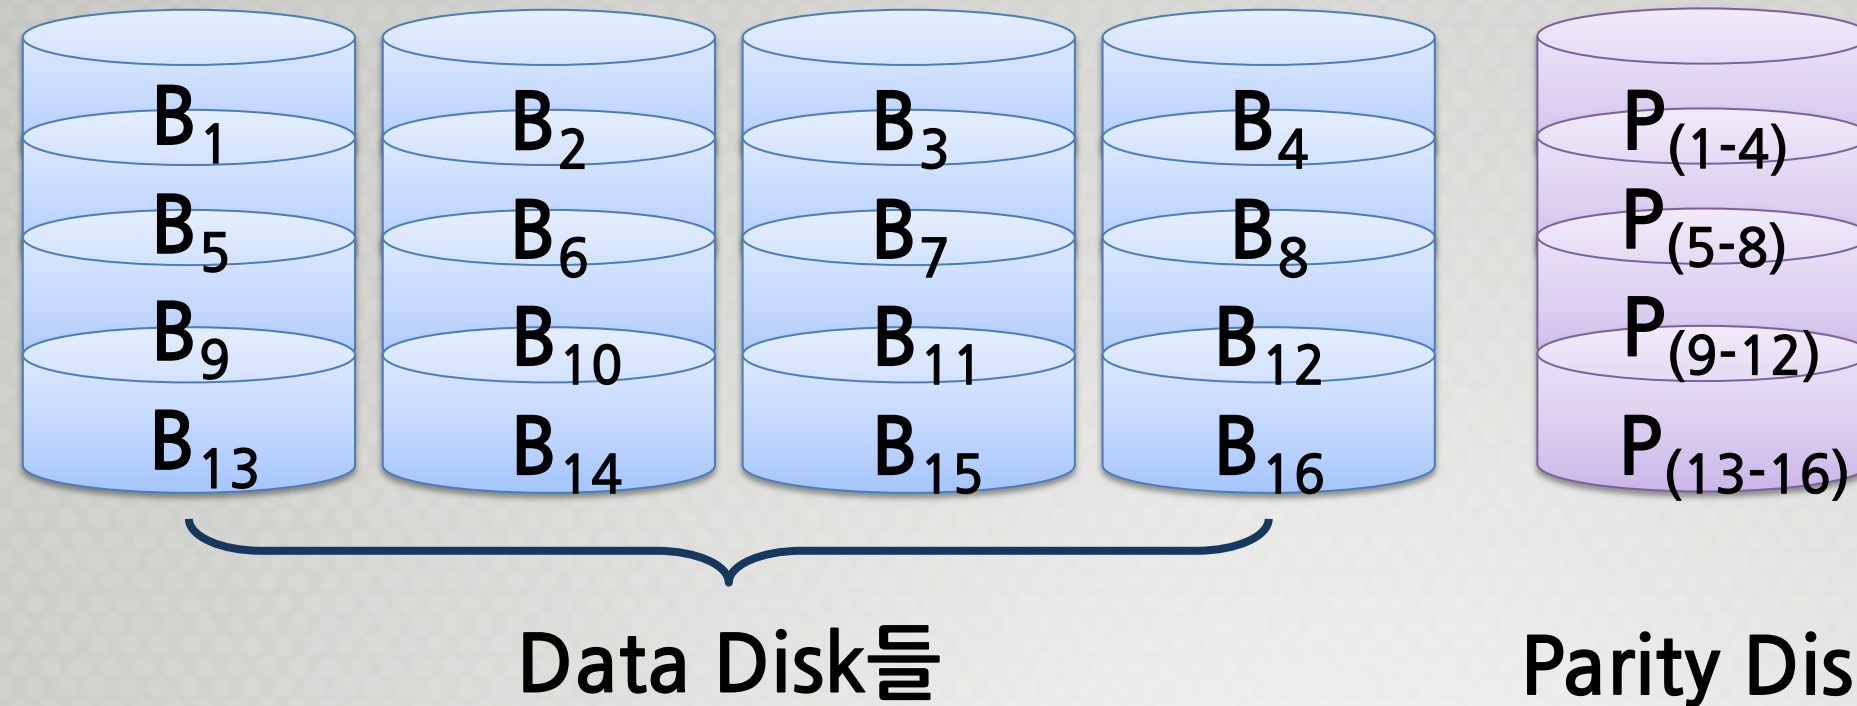 B1 B2 B3 B4 P(1-4)
B5 B6 B7 B8 P(5-8)
B9 B10 B11 B12 P(9-12)
B13 B14 B15 B16 P(13-16)
Data Disk들 Parity Dis